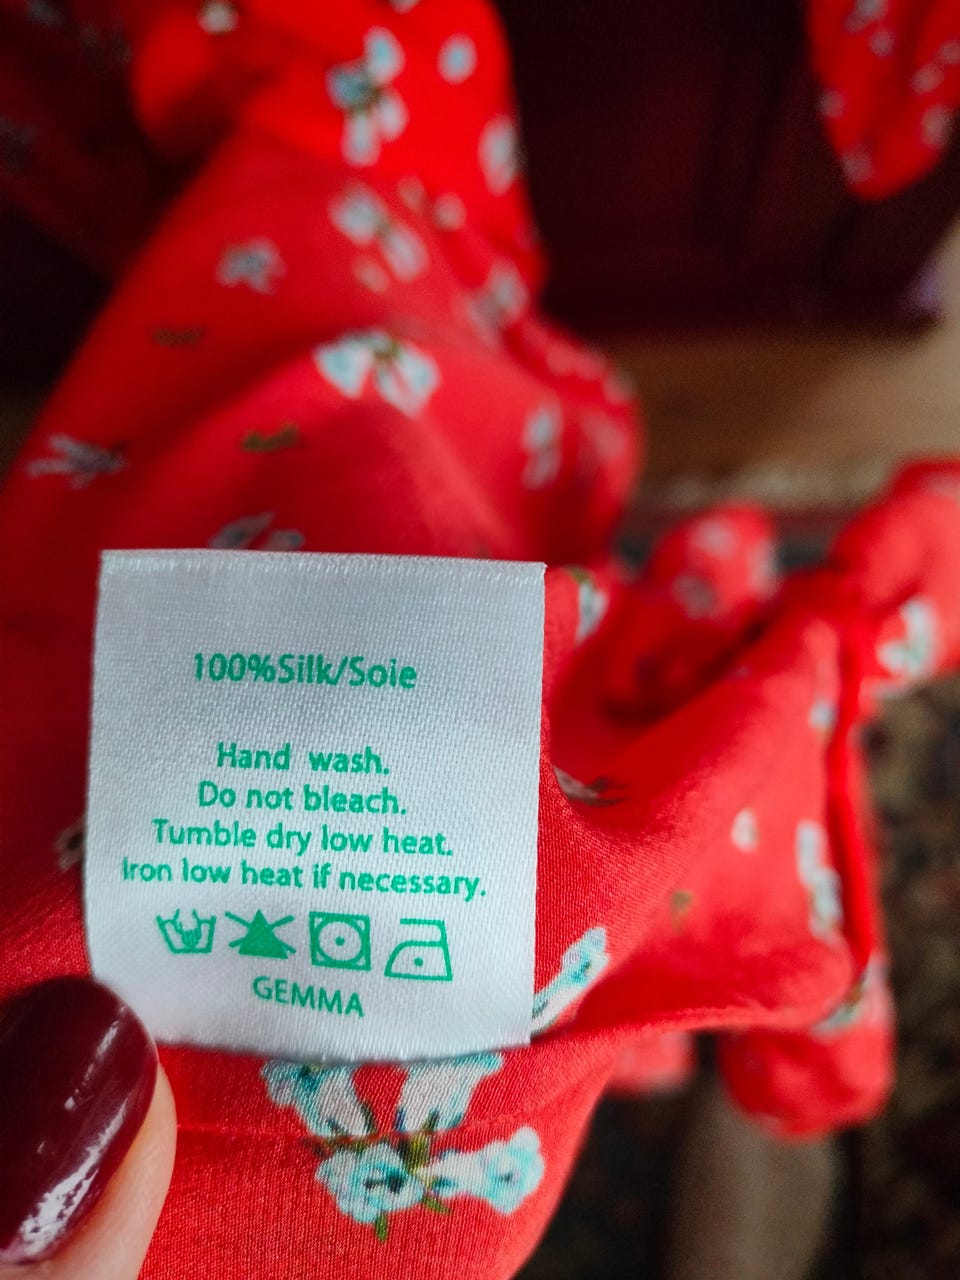 100%Silk/Soie
Hand wash.
Do not bleach.
Tumble dry low heat.
Iron low heat if necessary.
GEMMA